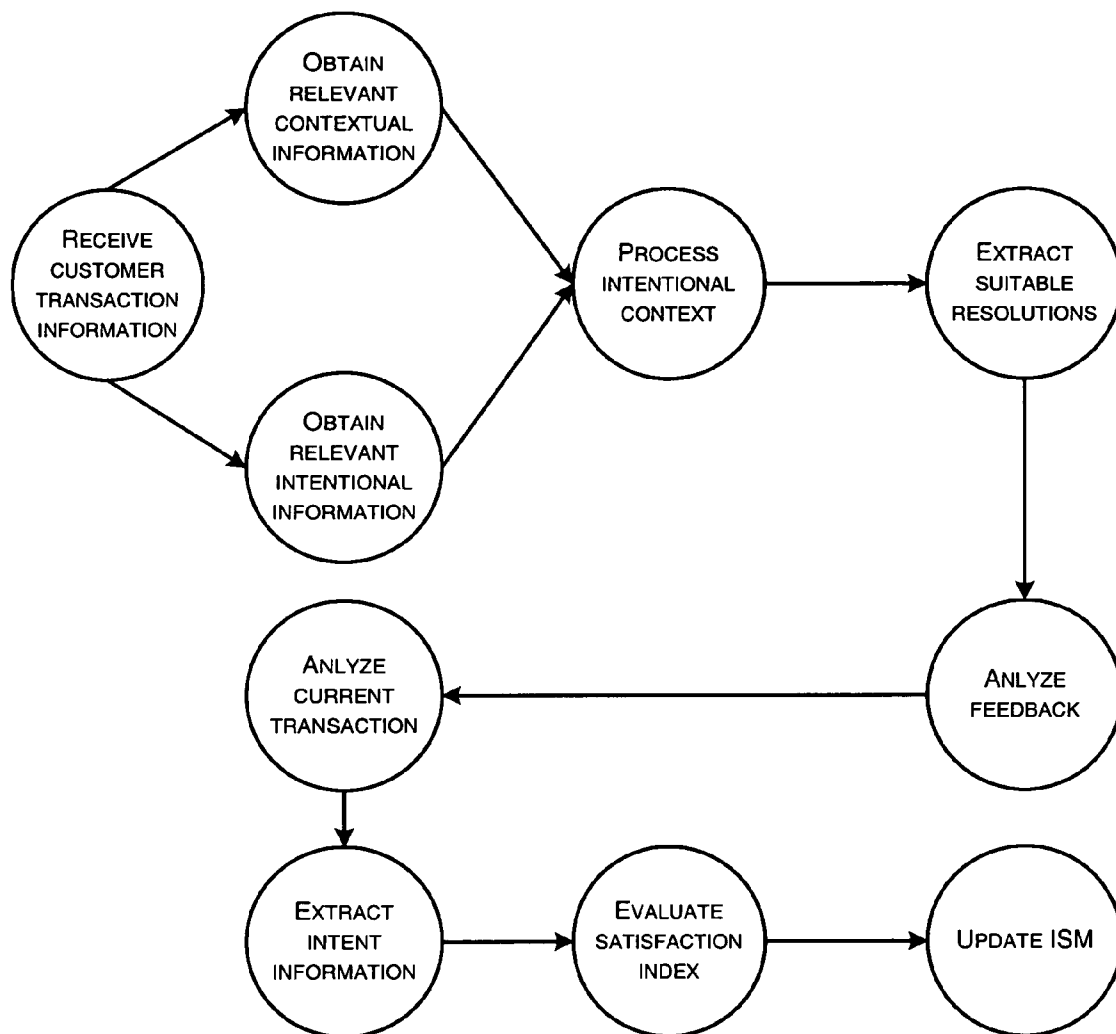 OBTAIN
RELEVANT
CONTEXTUAL
INFORMATION
RECEIVE
CUSTOMER
TRANSACTION
INFORMATION
PROCESS
INTENTIONAL
CONTEXT
EXTRACT
SUITABLE
RESOLUTIONS
OBTAIN
RELEVANT
INTENTIONAL
INFORMATION
ANLYZE
CURRENT
TRANSACTION
ANLYZE
FEEDBACK
EXTRACT
INTENT
INFORMATION
EVALUATE
SATISFACTION
INDEX
UPDATE ISM